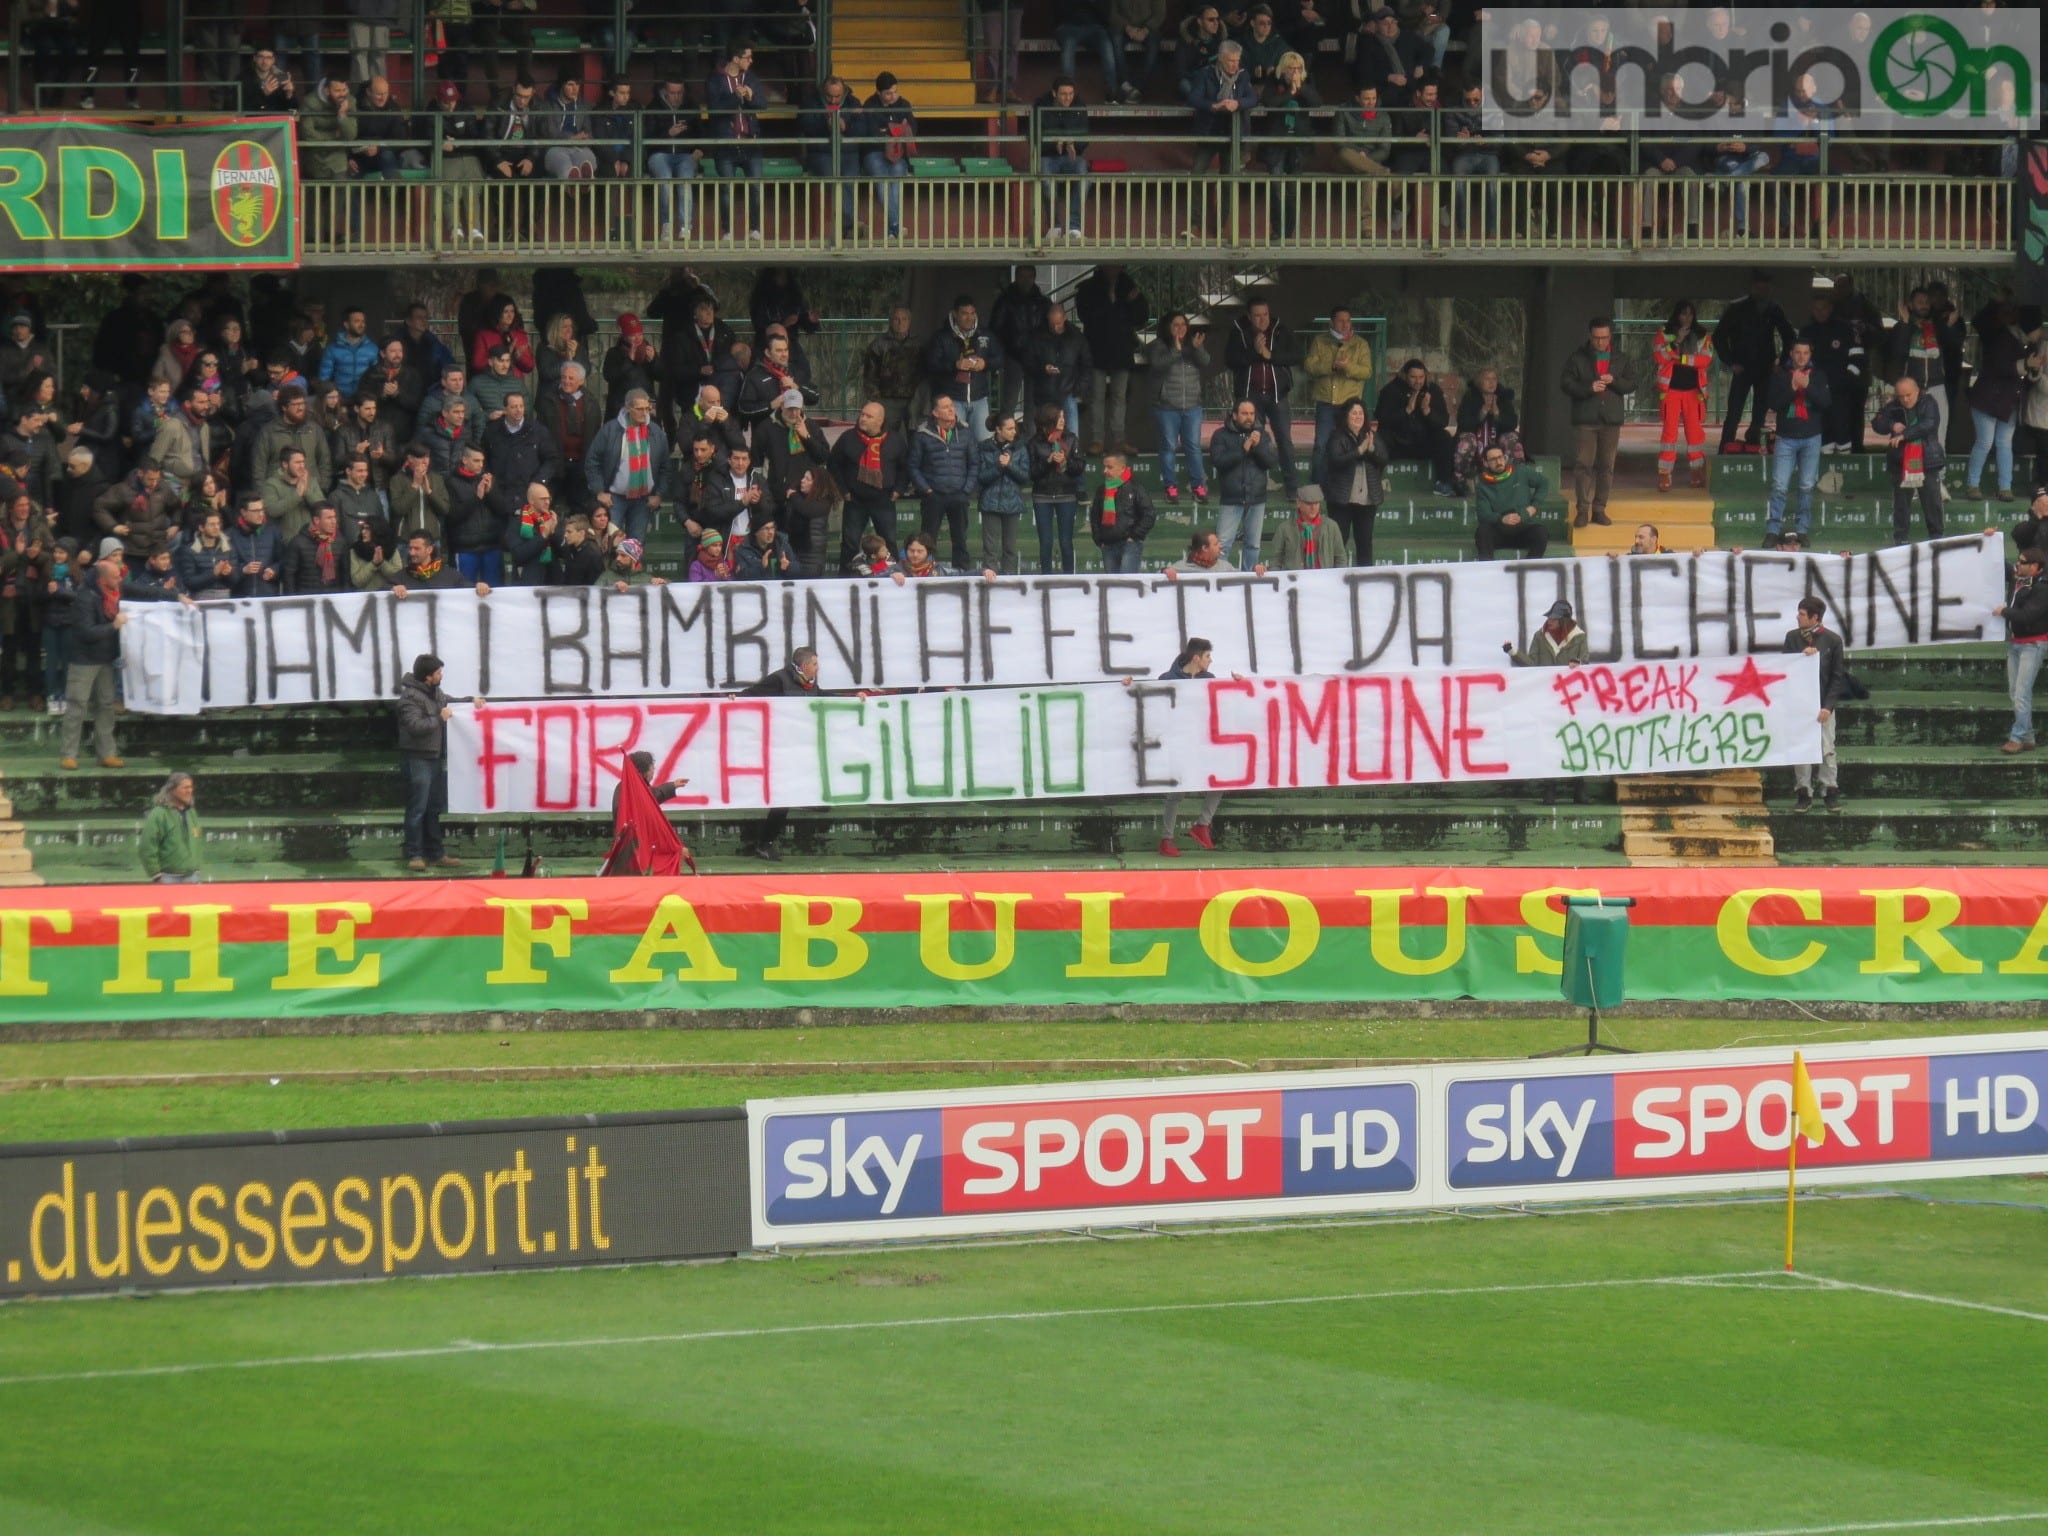 umbriaOn
RDI
TERNANA
TIAMO I BAMBINI AFFETTI DA DUCHENNE
FORZA GIULIO E SIMONE
FREAK
BROTHERS
THE FABULOUS CRA
.duessesport.it
sky SPORT HD
sky SPORT HD